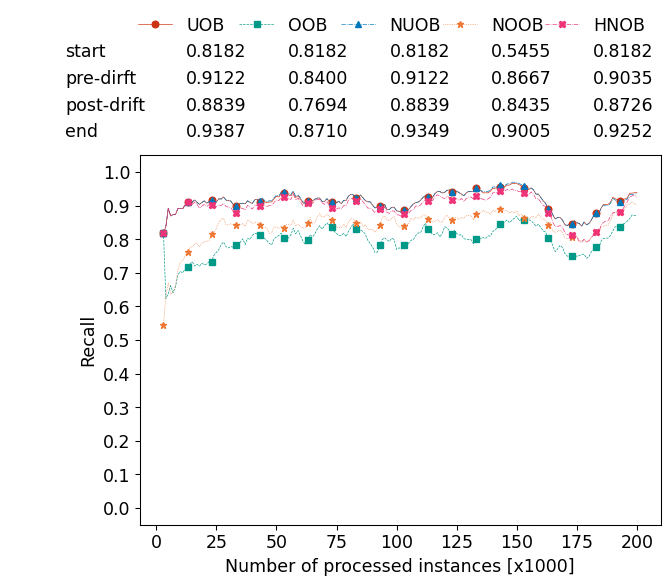 UOB OOB NUOB NOOB HNOB
start 0.8182 0.8182 0.8182 0.5455 0.8182
pre-dirft 0.9122 0.8400 0.9122 0.8667 0.9035
post-drift 0.8839 0.7694 0.8839 0.8435 0.8726
end 0.9387 0.8710 0.9349 0.9005 0.9252
1.0
0.9
0.8
0.7
0.6
0.5
0.4
0.3
0.2
0.1
0.0
Recall
0 25 50 75 100 125 150 175 200
Number of processed instances [x1000]